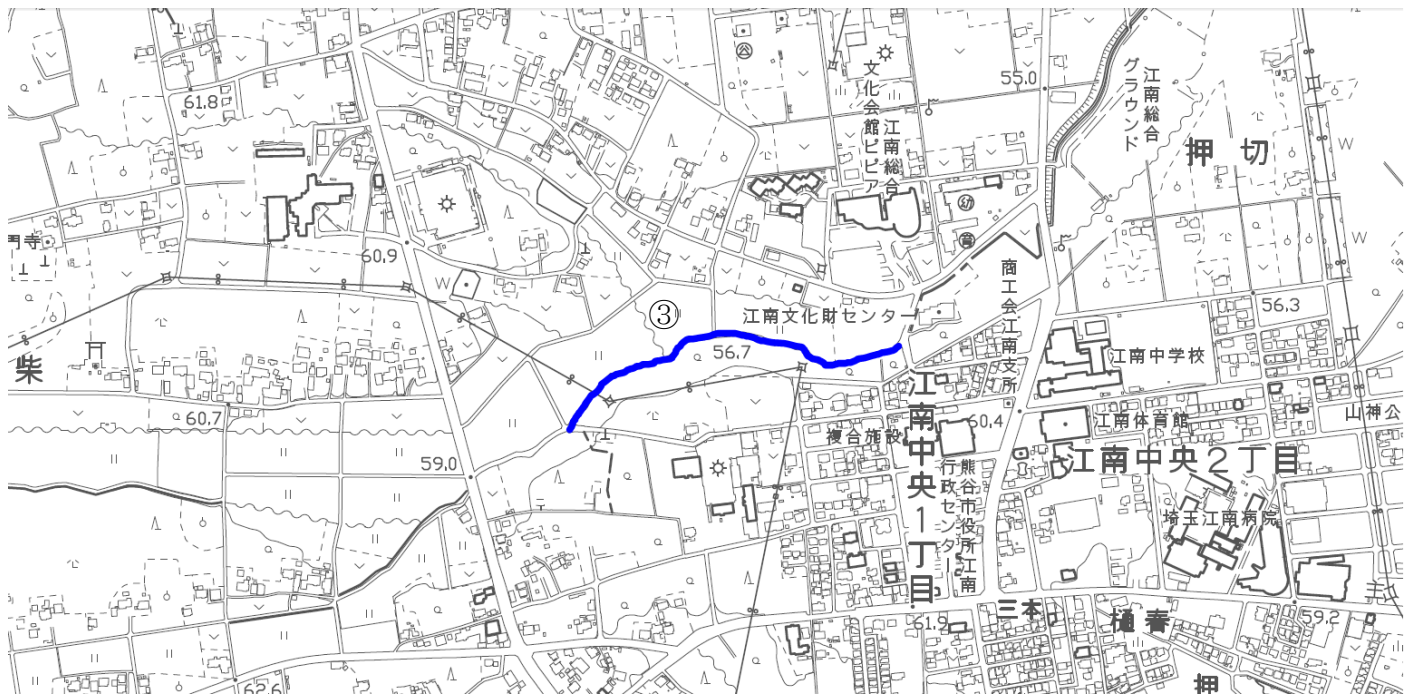 61.8
55.0
江南総合
グラウンド
文化会館ピピア
江南総合
押切
公
幼
門寺
60.9
柴
③
江南文化財センター
商工会江南支所
56.3
56.7
江南中学校
60.7
江南中央1丁目
複合施設
60.4
江南体育館
山神公
59.0
熊谷市役所江南
行政センター
江南中央2丁目
埼玉江南病院
61.9
三本
樋春
59.2
62.6
押